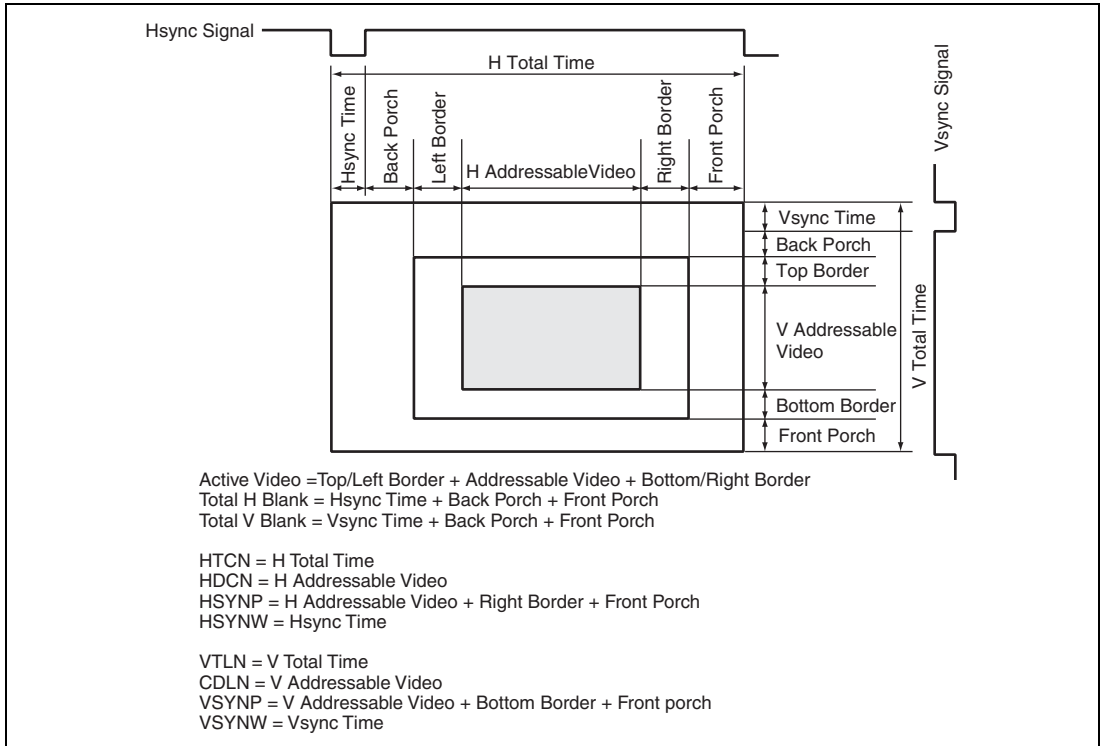 Hsync Signal
H Total Time
Hsync Time
Back Porch
Left Border
H AddressableVideo
Right Border
Front Porch
Vsync Signal
Vsync Time
Back Porch
Top Border
V Addressable
Video
V Total Time
Bottom Border
Front Porch
Active Video =Top/Left Border + Addressable Video + Bottom/Right Border
Total H Blank = Hsync Time + Back Porch + Front Porch
Total V Blank = Vsync Time + Back Porch + Front Porch
HTCN = H Total Time
HDCN = H Addressable Video
HSYNP = H Addressable Video + Right Border + Front Porch
HSYNW = Hsync Time
VTLN = V Total Time
CDLN = V Addressable Video
VSYNP = V Addressable Video + Bottom Border + Front porch
VSYNW = Vsync Time